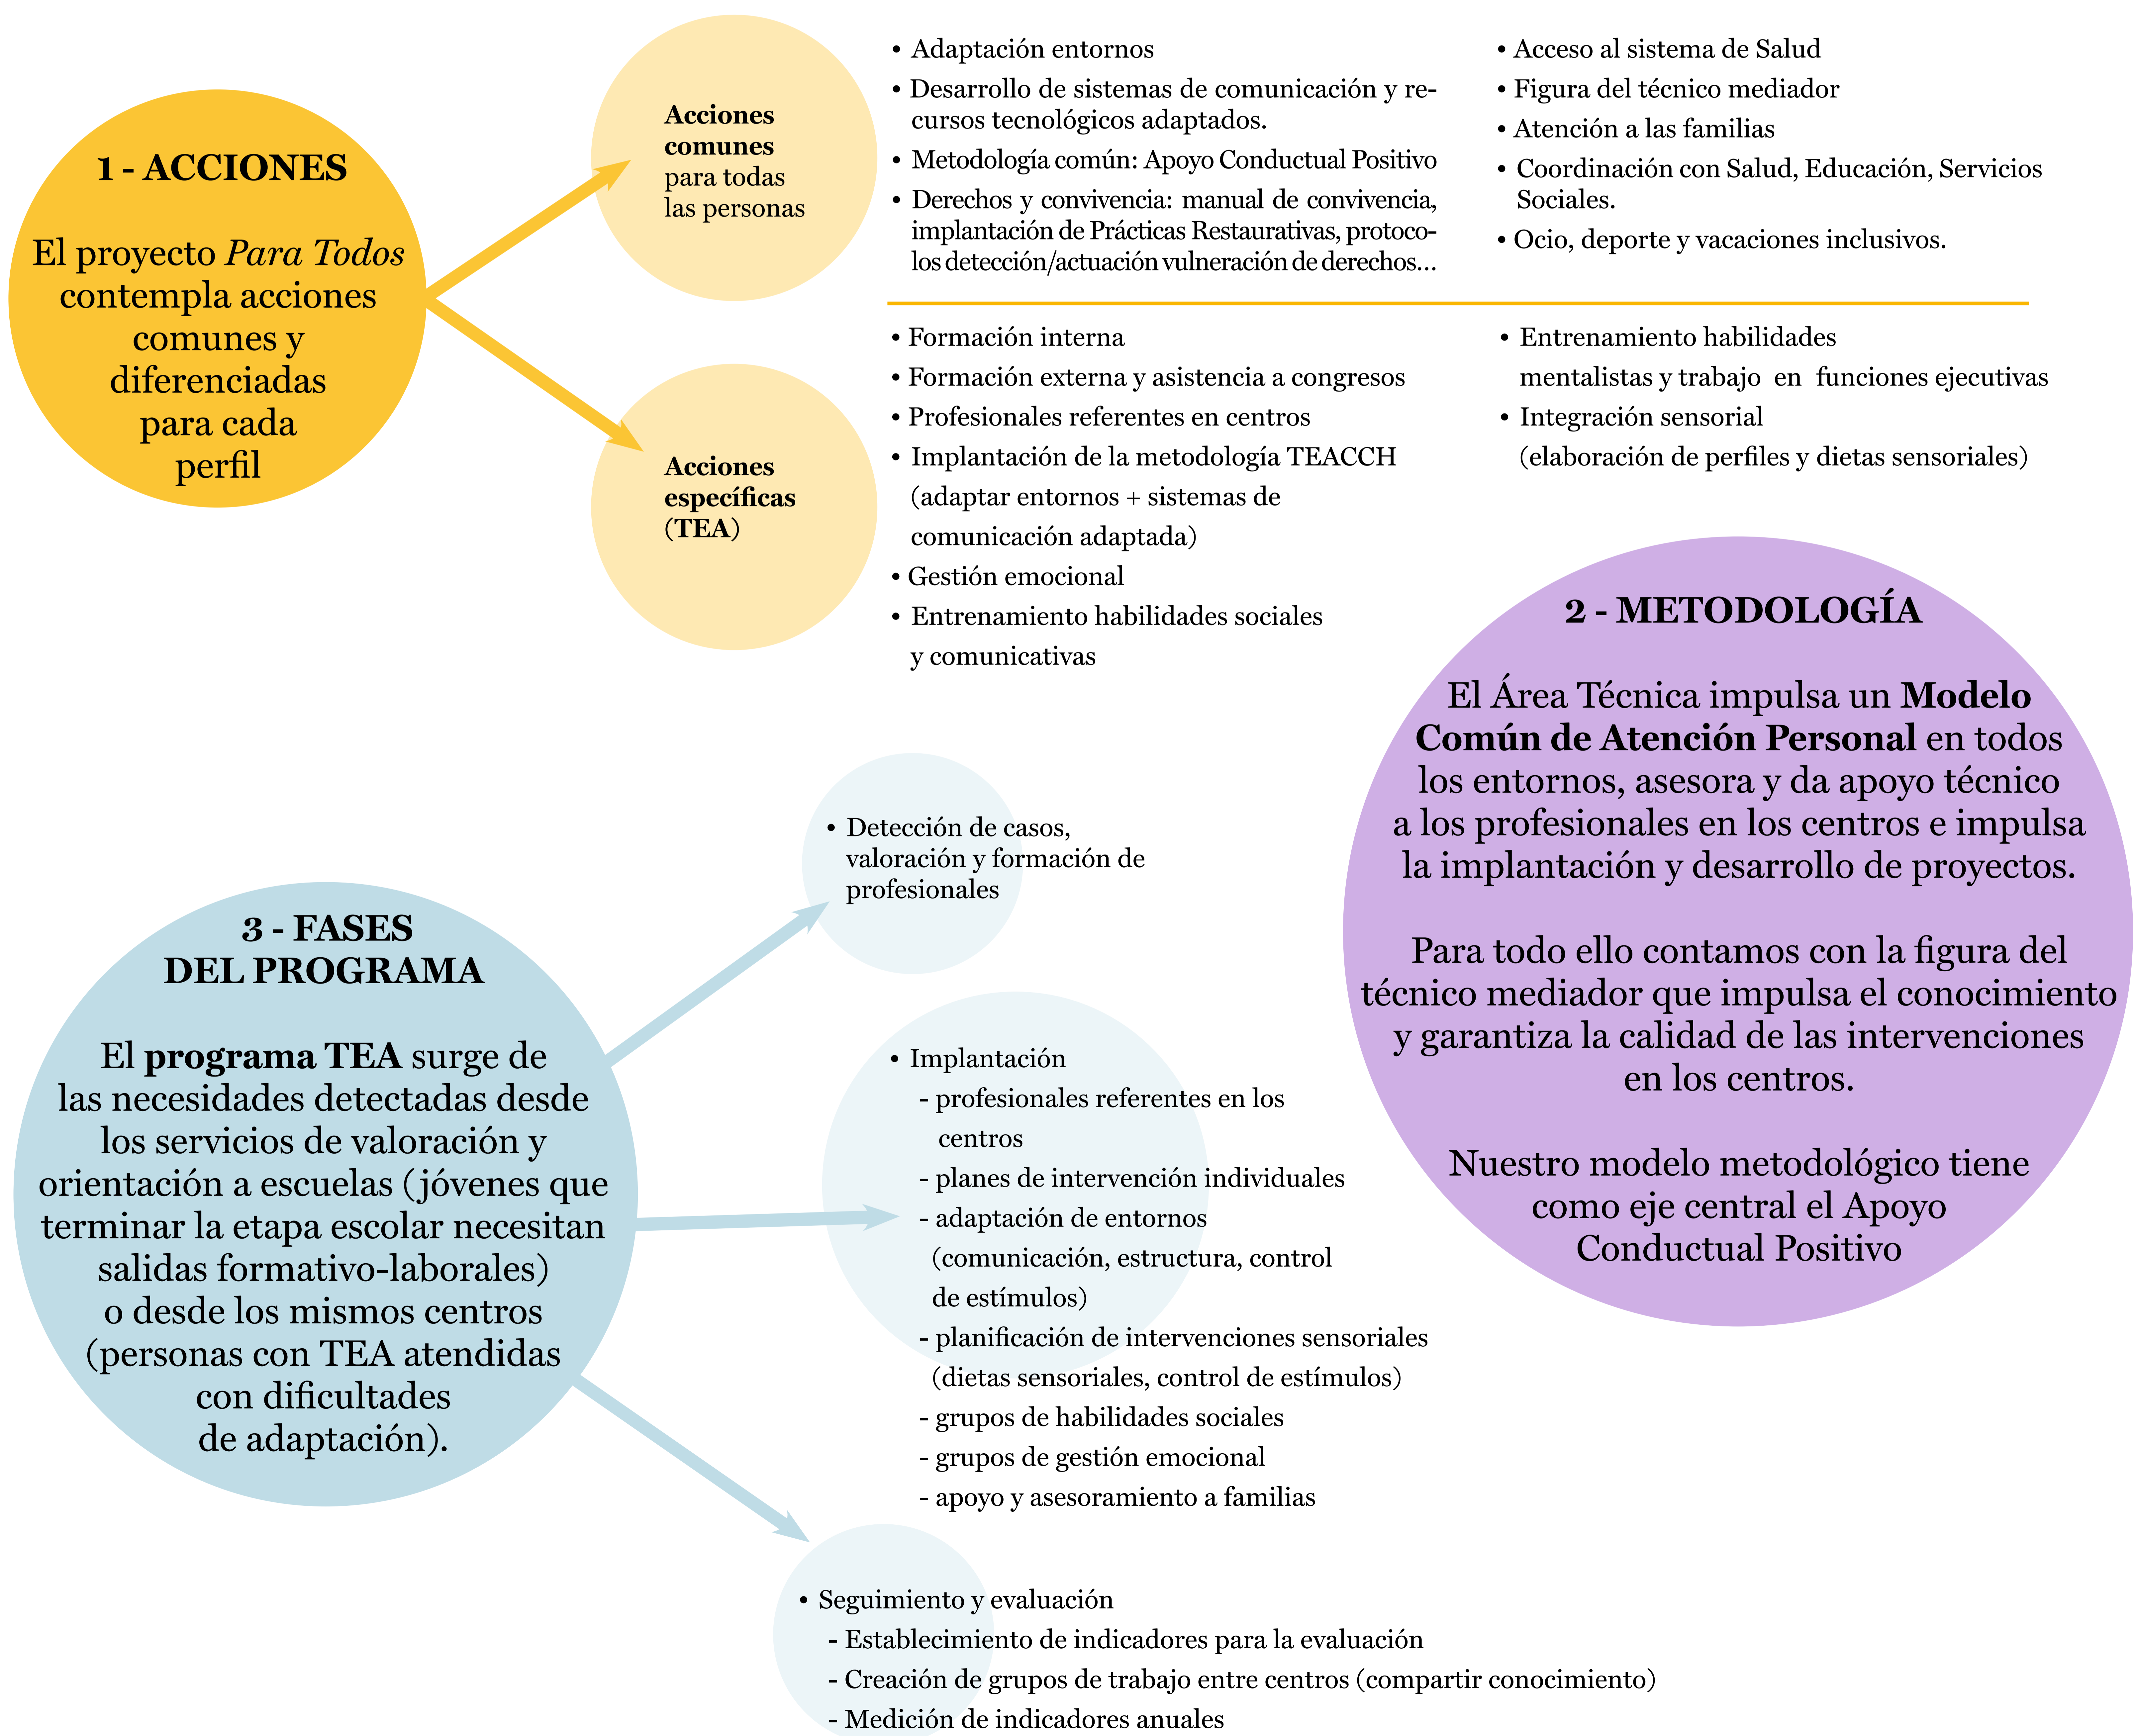 1 - ACCIONES
El proyecto Para Todos
contempla acciones
comunes y
diferenciadas
para cada
perfil
Acciones
comunes
para todas
las personas
• Adaptación entornos
• Desarrollo de sistemas de comunicación y re-
cursos tecnológicos adaptados.
• Metodología común: Apoyo Conductual Positivo
• Derechos y convivencia: manual de convivencia,
implantación de Prácticas Restaurativas, protoco-
los detección/actuación vulneración de derechos...
• Acceso al sistema de Salud
• Figura del técnico mediador
• Atención a las familias
• Coordinación con Salud, Educación, Servicios
Sociales.
• Ocio, deporte y vacaciones inclusivos.
Acciones
específicas
(TEA)
• Formación interna
• Formación externa y asistencia a congresos
• Profesionales referentes en centros
• Implantación de la metodología TEACCH
(adaptar entornos + sistemas de
comunicación adaptada)
• Gestión emocional
• Entrenamiento habilidades sociales
y comunicativas
• Entrenamiento habilidades
mentalistas y trabajo en funciones ejecutivas
• Integración sensorial
(elaboración de perfiles y dietas sensoriales)
2 - METODOLOGÍA
El Área Técnica impulsa un Modelo
Común de Atención Personal en todos
los entornos, asesora y da apoyo técnico
a los profesionales en los centros e impulsa
la implantación y desarrollo de proyectos.
Para todo ello contamos con la figura del
técnico mediador que impulsa el conocimiento
y garantiza la calidad de las intervenciones
en los centros.
Nuestro modelo metodológico tiene
como eje central el Apoyo
Conductual Positivo
3 - FASES
DEL PROGRAMA
El programa TEA surge de
las necesidades detectadas desde
los servicios de valoración y
orientación a escuelas (jóvenes que
terminar la etapa escolar necesitan
salidas formativo-laborales)
o desde los mismos centros
(personas con TEA atendidas
con dificultades
de adaptación).
• Detección de casos,
valoración y formación de
profesionales
• Implantación
- profesionales referentes en los
centros
- planes de intervención individuales
- adaptación de entornos
(comunicación, estructura, control
de estímulos)
- planificación de intervenciones sensoriales
(dietas sensoriales, control de estímulos)
- grupos de habilidades sociales
- grupos de gestión emocional
- apoyo y asesoramiento a familias
• Seguimiento y evaluación
- Establecimiento de indicadores para la evaluación
- Creación de grupos de trabajo entre centros (compartir conocimiento)
- Medición de indicadores anuales